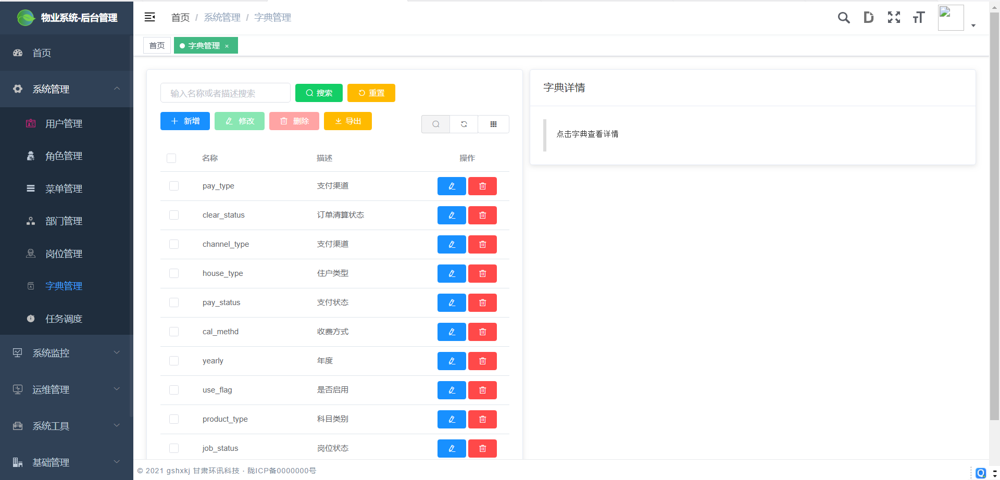 物业系统-后台管理
首页 / 系统管理 / 字典管理
首页
字典管理 ×
首页
系统管理
用户管理
角色管理
菜单管理
部门管理
岗位管理
字典管理
任务调度
系统监控
运维管理
系统工具
基础管理
输入名称或者描述搜索
搜索
重置
新增
修改
删除
导出
名称 描述 操作
pay_type 支付渠道
clear_status 订单清算状态
channel_type 支付渠道
house_type 住户类型
pay_status 支付状态
cal_methd 收费方式
yearly 年度
use_flag 是否启用
product_type 科目类别
job_status 岗位状态
字典详情
点击字典查看详情
© 2021 gshxkj 甘肃环讯科技 · 陇ICP备0000000号